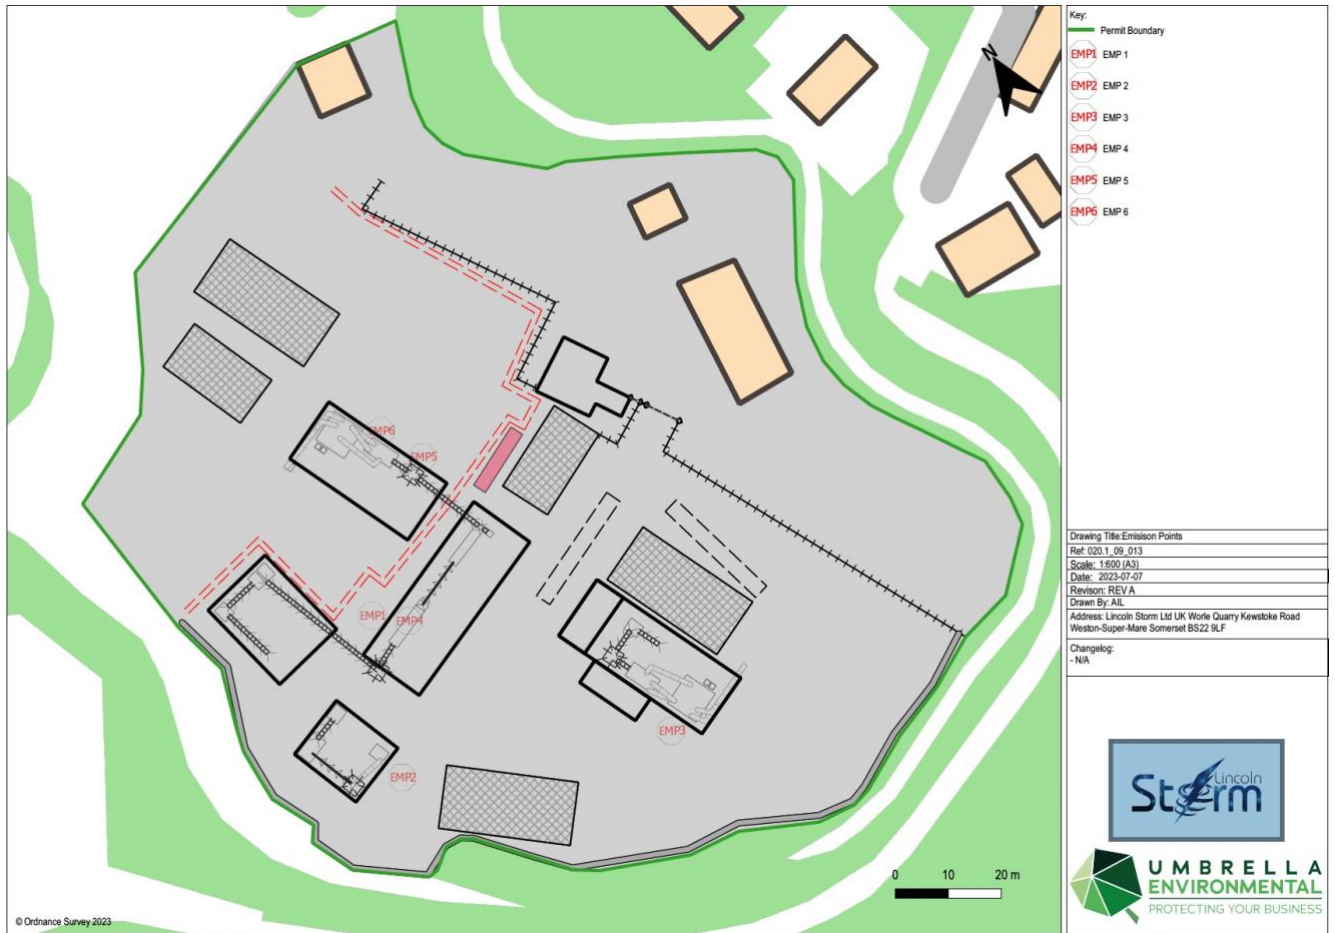 N
EMP6
EMP5
EMP1
EMP4
EMP3
EMP2
0 10 20 m
© Ordnance Survey 2023
Key:
Permit Boundary
EMP1 EMP 1
EMP2 EMP 2
EMP3 EMP 3
EMP4 EMP 4
EMP5 EMP 5
EMP6 EMP 6
Drawing Title:Emisison Points
Ref: 020.1_09_013
Scale: 1:600 (A3)
Date: 2023-07-07
Revison: REV A
Drawn By: AIL
Address: Lincoln Storm Ltd UK Worle Quarry Kewstoke Road
Weston-Super-Mare Somerset BS22 9LF
Changelog:
- N/A
Lincoln
Storm
UMBRELLA
ENVIRONMENTAL
PROTECTING YOUR BUSINESS